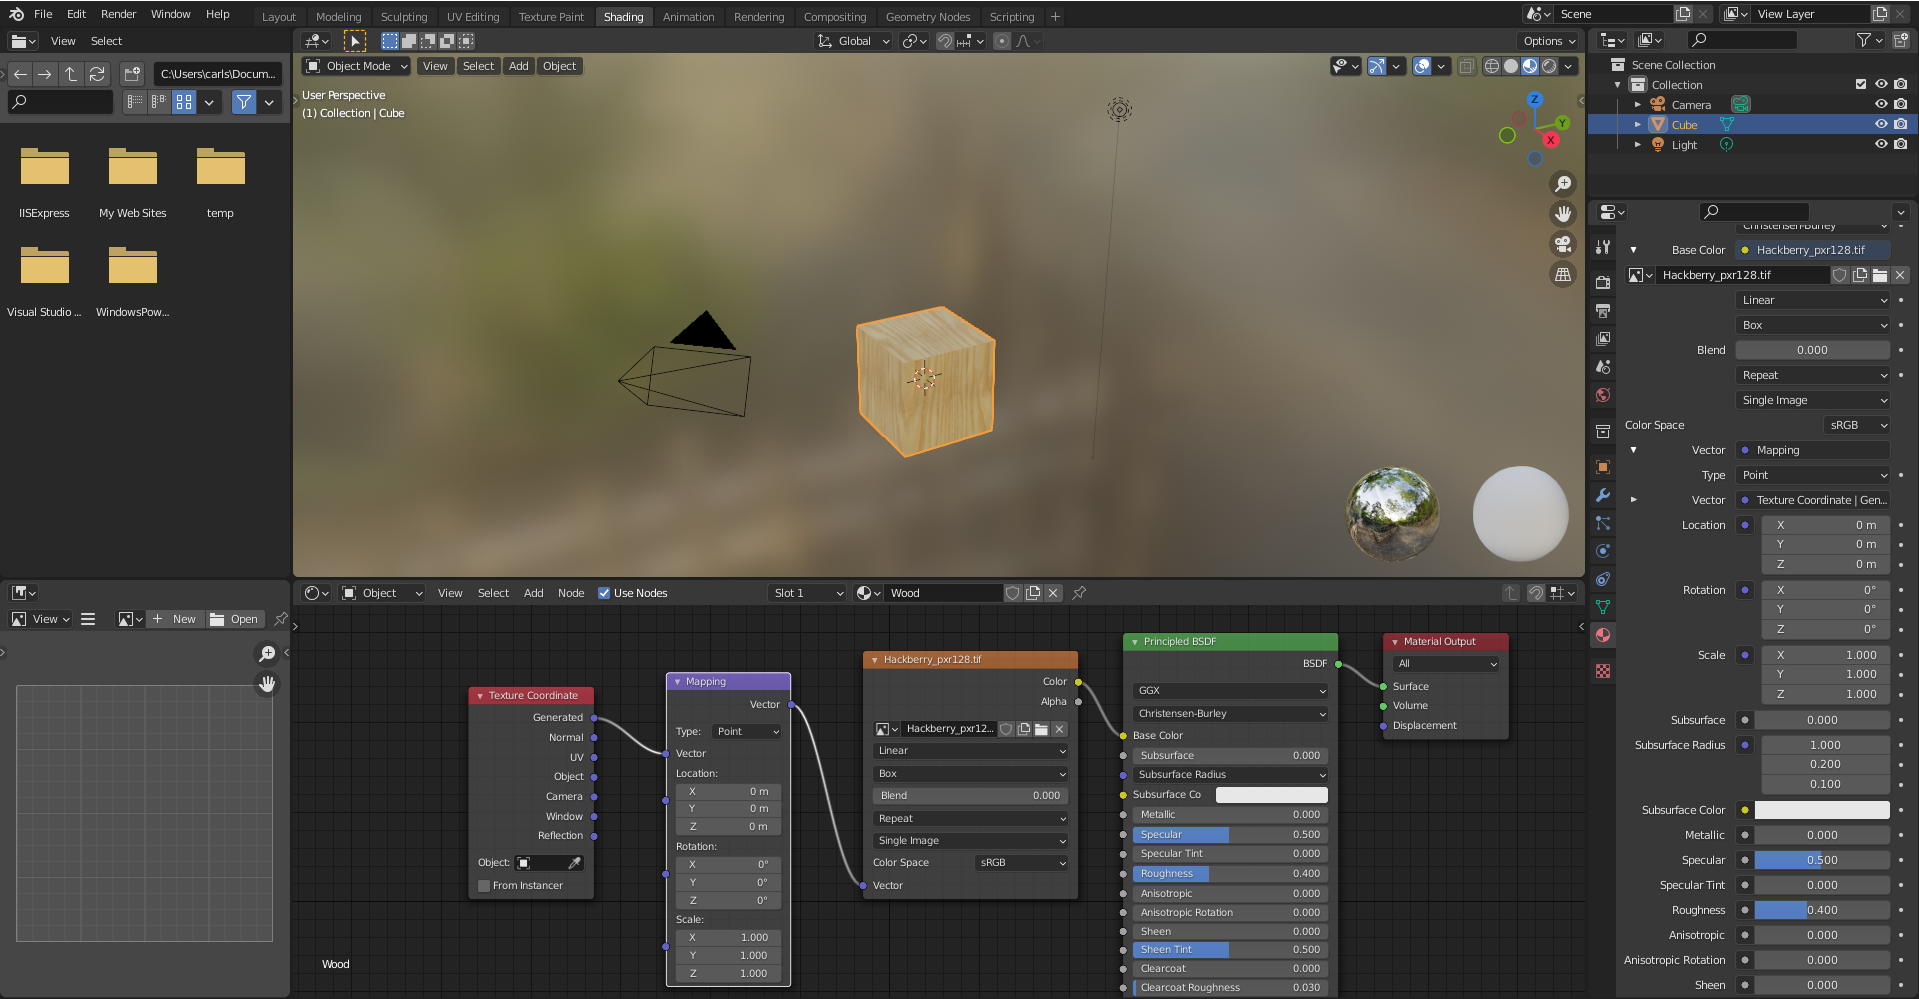 File Edit Render Window Help
Layout Modeling Sculpting UV Editing Texture Paint Shading Animation Rendering Compositing Geometry Nodes Scripting +
Scene
View Layer
View Select
C:\Users\carls\Docum...
IISExpress
My Web Sites
temp
Visual Studio ...
WindowsPow...
Global
Options
Object Mode View Select Add Object
User Perspective
(1) Collection | Cube
Z
Y
X
Scene Collection
Collection
Camera
Cube
Light
Christensen-Burley
Base Color Hackberry_pxr128.tif
Hackberry_pxr128.tif
Linear
Box
Blend 0.000
Repeat
Single Image
Color Space sRGB
Vector Mapping
Type Point
Vector Texture Coordinate | Gen...
Location X 0 m
Y 0 m
Z 0 m
Rotation X 0°
Y 0°
Z 0°
Scale X 1.000
Y 1.000
Z 1.000
Subsurface 0.000
Subsurface Radius 1.000
0.200
0.100
Subsurface Color
Metallic 0.000
Specular 0.500
Specular Tint 0.000
Roughness 0.400
Anisotropic 0.000
Anisotropic Rotation 0.000
Sheen 0.000
View
+ New
Open
Object View Select Add Node Use Nodes Slot 1 Wood
Texture Coordinate
Generated
Normal
UV
Object
Camera
Window
Reflection
Object:
From Instancer
Mapping
Vector
Type: Point
Vector
Location:
X 0 m
Y 0 m
Z 0 m
Rotation:
X 0°
Y 0°
Z 0°
Scale:
X 1.000
Y 1.000
Z 1.000
Hackberry_pxr128.tif
Color
Alpha
Hackberry_pxr12...
Linear
Box
Blend 0.000
Repeat
Single Image
Color Space sRGB
Vector
Principled BSDF
BSDF
GGX
Christensen-Burley
Base Color
Subsurface 0.000
Subsurface Radius
Subsurface Co
Metallic 0.000
Specular 0.500
Specular Tint 0.000
Roughness 0.400
Anisotropic 0.000
Anisotropic Rotation 0.000
Sheen 0.000
Sheen Tint 0.500
Clearcoat 0.000
Clearcoat Roughness 0.030
Material Output
All
Surface
Volume
Displacement
Wood